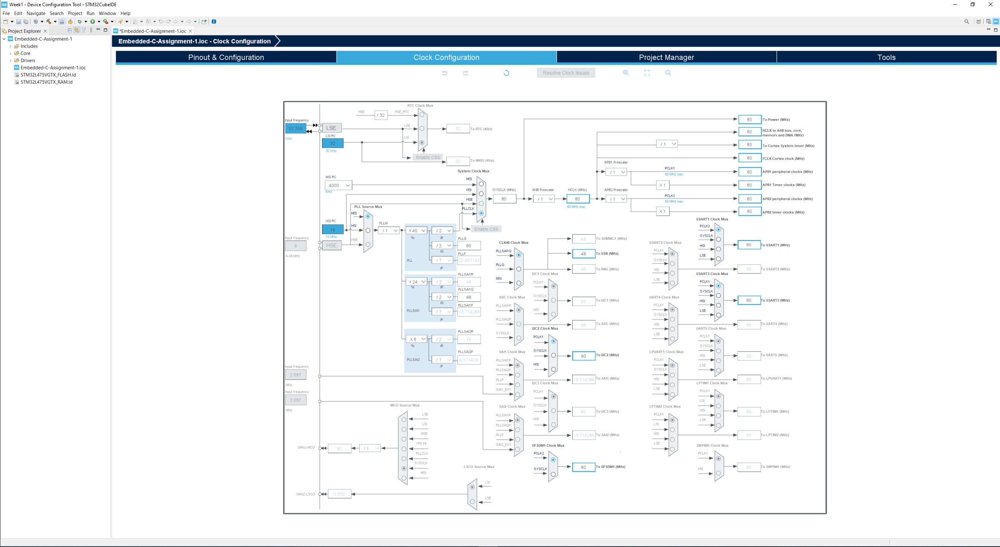 IDE Week1 - Device Configuration Tool - STM32CubeIDE
File Edit Navigate Search Project Run Window Help
Project Explorer
MX *Embedded-C-Assignment-1.ioc
IDE Embedded-C-Assignment-1
Includes
Core
Drivers
MX Embedded-C-Assignment-1.ioc
STM32L475VGTX_FLASH.ld
STM32L475VGTX_RAM.ld
Embedded-C-Assignment-1.ioc - Clock Configuration
Pinout & Configuration
Clock Configuration
Project Manager
Tools
Resolve Clock Issues
RTC Clock Mux
HSE
/ 32
HSE_RTC
Input frequency
32.768
KHz
LSE
LSE
32
To RTC (KHz)
LSI RC
32
32 KHz
LSI
Enable CSS
32
To IWDG (KHz)
System Clock Mux
MSI RC
4000
KHz
MSI
HSI
HSE
PLLCLK
SYSCLK (MHz)
80
AHB Prescaler
/ 1
HCLK (MHz)
80
80 MHz max
Enable CSS
80
To Power (MHz)
80
HCLK to AHB bus, core,
memory and DMA (MHz)
/ 1
80
To Cortex System timer (MHz)
80
FCLK Cortex clock (MHz)
APB1 Prescaler
/ 1
PCLK1
80 MHz max
80
APB1 peripheral clocks (MHz)
X 1
80
APB1 Timer clocks (MHz)
APB2 Prescaler
/ 1
PCLK2
80 MHz max
80
APB2 peripheral clocks (MHz)
X 1
80
APB2 timer clocks (MHz)
PLL Source Mux
MSI
HSI
HSE
HSI RC
16
16 MHz
Input frequency
8
4-48 MHz
HSE
PLLM
/ 1
X 40
*N
/ 2
/R
PLLQ
/ 2
/Q
80
PLLP
/ 7
/P
22.857143
PLL
PLLSAI1R
X 24
*N
/ 2
/R
48
PLLSAI1Q
/ 2
/Q
48
PLLSAI1P
/ 7
/P
13.714286
PLLSAI1
PLLSAI2R
X 8
*N
/ 2
/R
16
PLLSAI2P
/ 7
/P
4.571429
PLLSAI2
Input frequency
2.097
MHz
Input frequency
2.097
MHz
CLK48 Clock Mux
PLLSAI1Q
PLLQ
MSI
48
To SDMMC1 (MHz)
48
To USB (MHz)
48
To RNG (MHz)
ADC Clock Mux
PLLSAI1R
PLLSAI2R
SYSCLK
48
To ADC (MHz)
SAI1 Clock Mux
PLLSAI1P
PLLSAI2P
PLLP
SAI1_EXT
13.714286
To SAI1 (MHz)
SAI2 Clock Mux
PLLSAI1P
PLLSAI2P
PLLP
SAI2_EXT
13.714286
To SAI2 (MHz)
I2C1 Clock Mux
PCLK1
SYSCLK
HSI
80
To I2C1 (MHz)
I2C2 Clock Mux
PCLK1
SYSCLK
HSI
80
To I2C2 (MHz)
I2C3 Clock Mux
PCLK1
SYSCLK
HSI
80
To I2C3 (MHz)
DFSDM1 Clock Mux
PCLK2
SYSCLK
80
To DFSDM1 (MHz)
USART1 Clock Mux
PCLK2
SYSCLK
HSI
LSE
80
To USART1 (MHz)
USART2 Clock Mux
PCLK1
SYSCLK
HSI
LSE
80
To USART2 (MHz)
USART3 Clock Mux
PCLK1
SYSCLK
HSI
LSE
80
To USART3 (MHz)
UART4 Clock Mux
PCLK1
SYSCLK
HSI
LSE
80
To UART4 (MHz)
UART5 Clock Mux
PCLK1
SYSCLK
HSI
LSE
80
To UART5 (MHz)
LPUART1 Clock Mux
PCLK1
SYSCLK
HSI
LSE
80
To LPUART1 (MHz)
LPTIM1 Clock Mux
PCLK1
LSI
HSI
LSE
80
To LPTIM1 (MHz)
LPTIM2 Clock Mux
PCLK1
LSI
HSI
LSE
80
To LPTIM2 (MHz)
SWPMI1 Clock Mux
PCLK1
HSI
80
To SWPMI1 (MHz)
MCO Source Mux
LSE
LSI
HSE
HSI 16
PLLCLK
SYSCLK
MSI
(MHz) MCO
80
/ 1
LSCO Source Mux
LSI
LSE
(MHz) LSCO
0.032